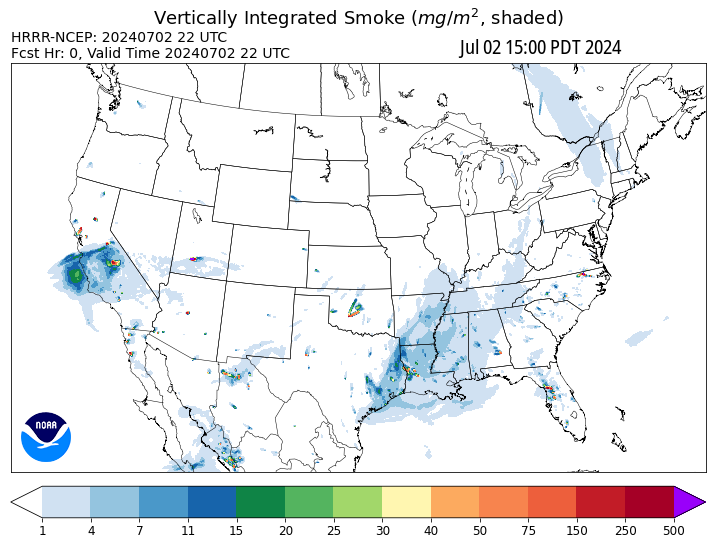 Vertically Integrated Smoke (mg/m², shaded)
HRRR-NCEP: 20240702 22 UTC
Fcst Hr: 0, Valid Time 20240702 22 UTC
Jul 02 15:00 PDT 2024
NOAA
1 4 7 11 15 20 25 30 40 50 75 150 250 500